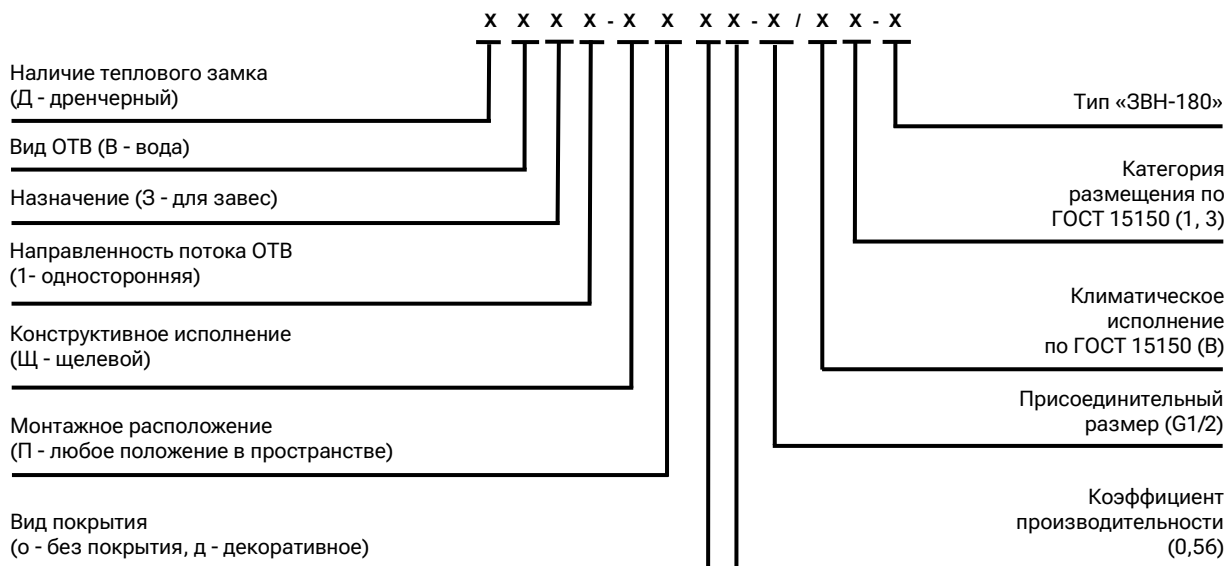 X X X X - X X X X - X / X X - X
Наличие теплового замка
(Д - дренчерный)
Вид ОТВ (В - вода)
Назначение (З - для завес)
Направленность потока ОТВ
(1- односторонняя)
Конструктивное исполнение
(Щ - щелевой)
Монтажное расположение
(П - любое положение в пространстве)
Вид покрытия
(о - без покрытия, д - декоративное)
Тип «ЗВН-180»
Категория
размещения по
ГОСТ 15150 (1, 3)
Климатическое
исполнение
по ГОСТ 15150 (В)
Присоединительный
размер (G1/2)
Коэффициент
производительности
(0,56)